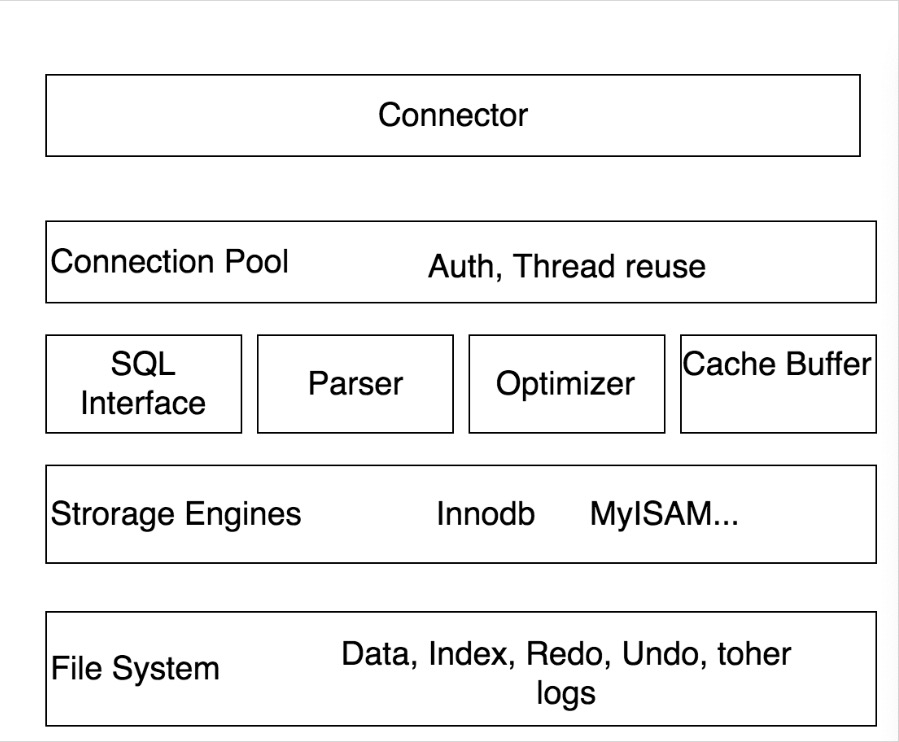 Connector
Connection Pool
Auth, Thread reuse
SQL
Interface
Parser
Optimizer
Cache Buffer
Strorage Engines
Innodb
MyISAM...
File System
Data, Index, Redo, Undo, toher
logs